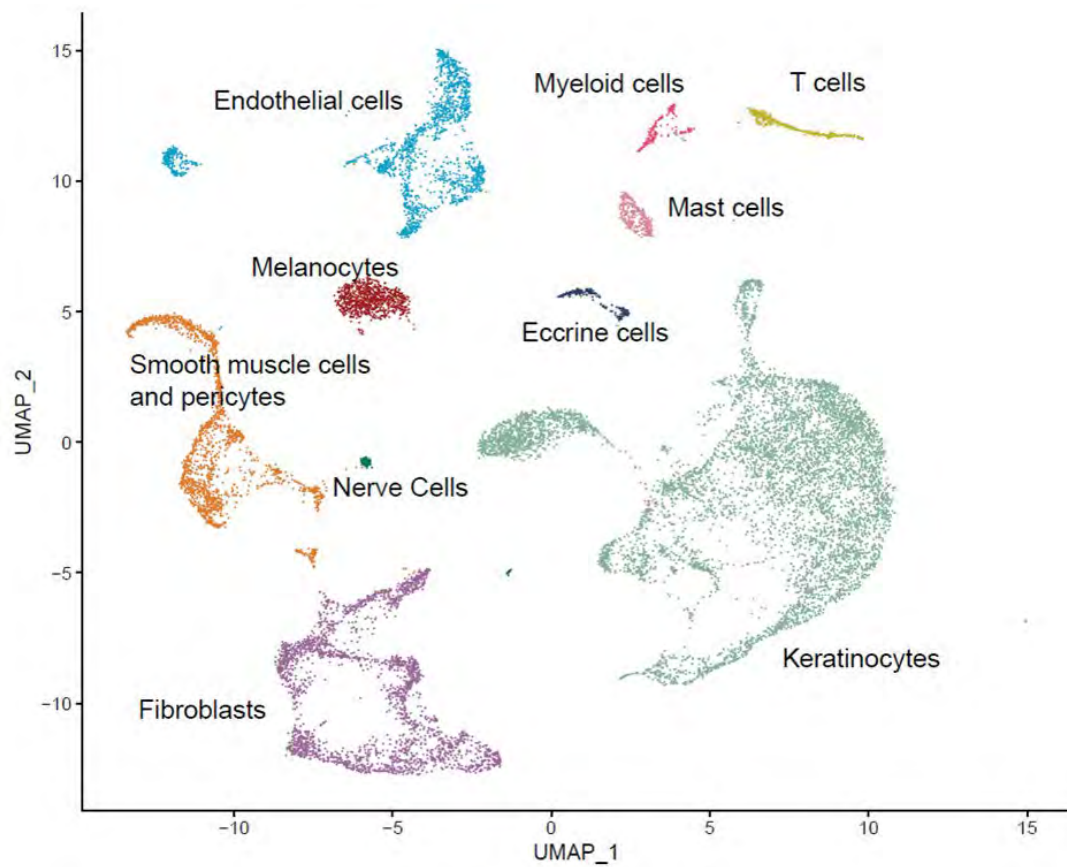 15
Myeloid cells
T cells
Endothelial cells
10
Mast cells
Melanocytes
5
Eccrine cells
Smooth muscle cells
and pericytes
UMAP_2
0
Nerve Cells
−5
Keratinocytes
−10
Fibroblasts
−10
−5
0
5
10
15
UMAP_1